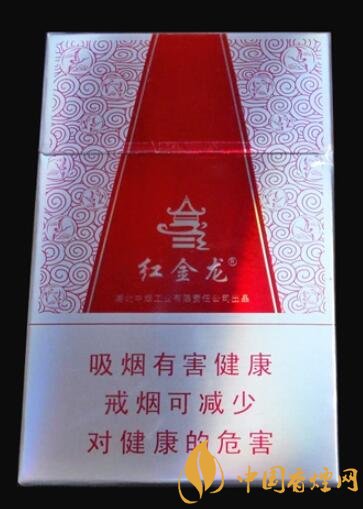 红金龙®
湖北中烟工业有限责任公司出品
吸烟有害健康
戒烟可减少
对健康的危害
中国香烟网